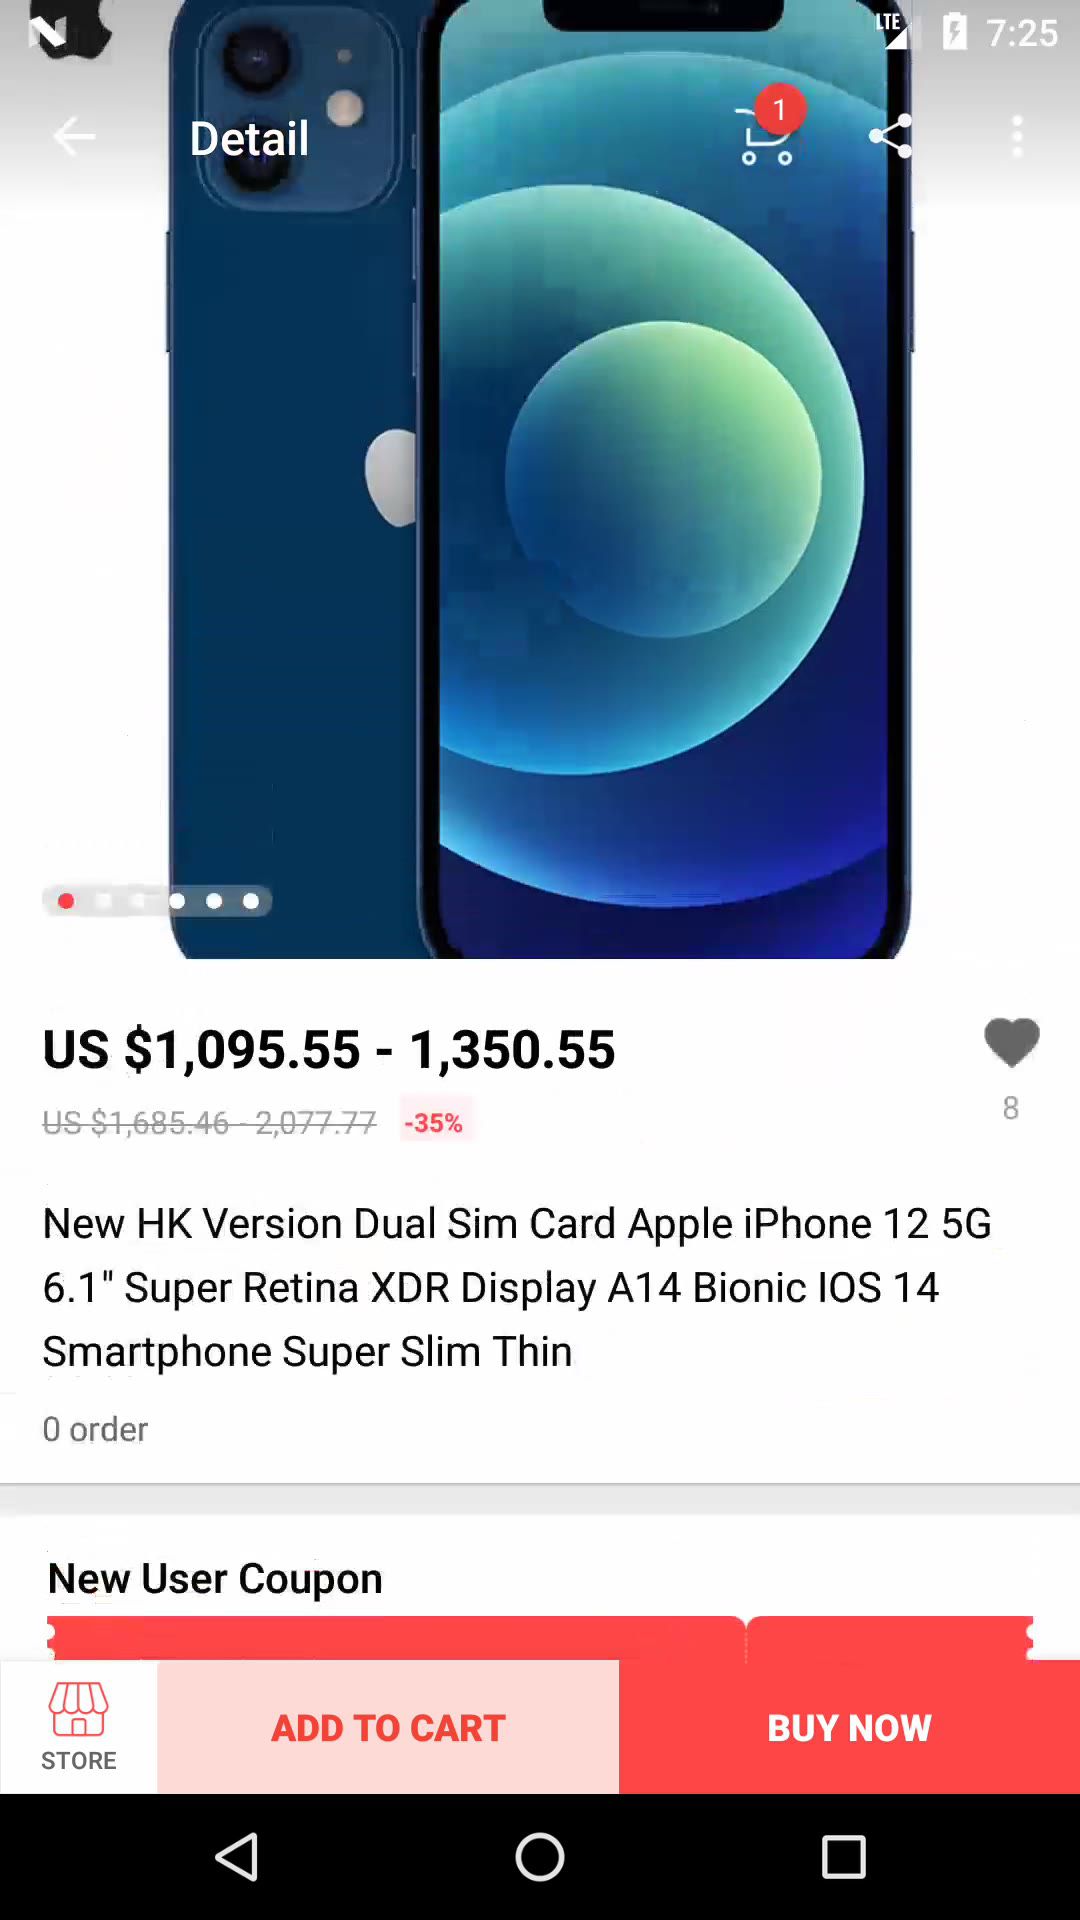 LTE 7:25
Detail
1
US $1,095.55 - 1,350.55
US $1,685.46 - 2,077.77 -35%
8
New HK Version Dual Sim Card Apple iPhone 12 5G
6.1" Super Retina XDR Display A14 Bionic IOS 14
Smartphone Super Slim Thin
0 order
New User Coupon
STORE
ADD TO CART
BUY NOW